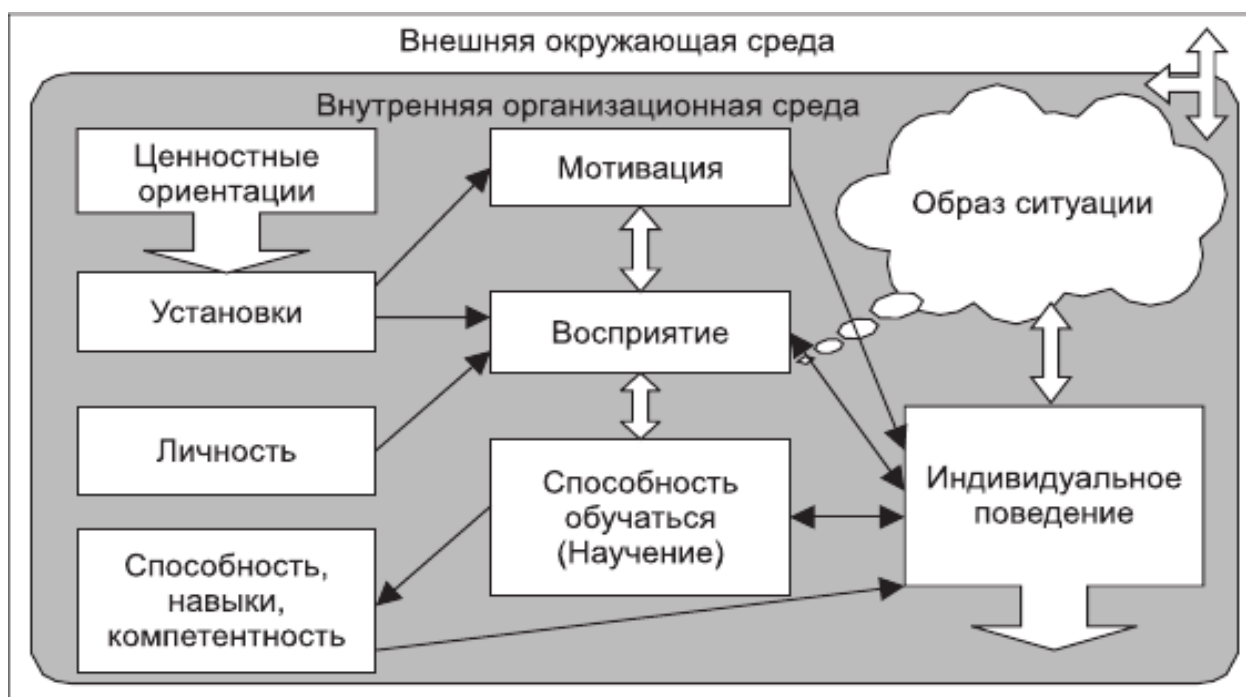 Внешняя окружающая среда
Внутренняя организационная среда
Ценностные
ориентации
Мотивация
Образ ситуации
Установки
Восприятие
Личность
Способность
обучаться
(Научение)
Индивидуальное
поведение
Способность,
навыки,
компетентность